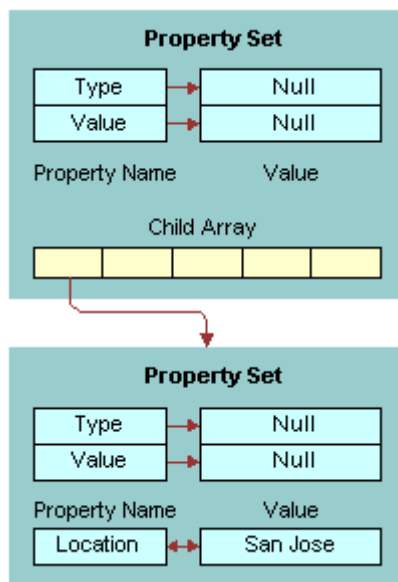 Property Set
Type Null
Value Null
Property Name Value
Child Array
Property Set
Type Null
Value Null
Property Name Value
Location San Jose